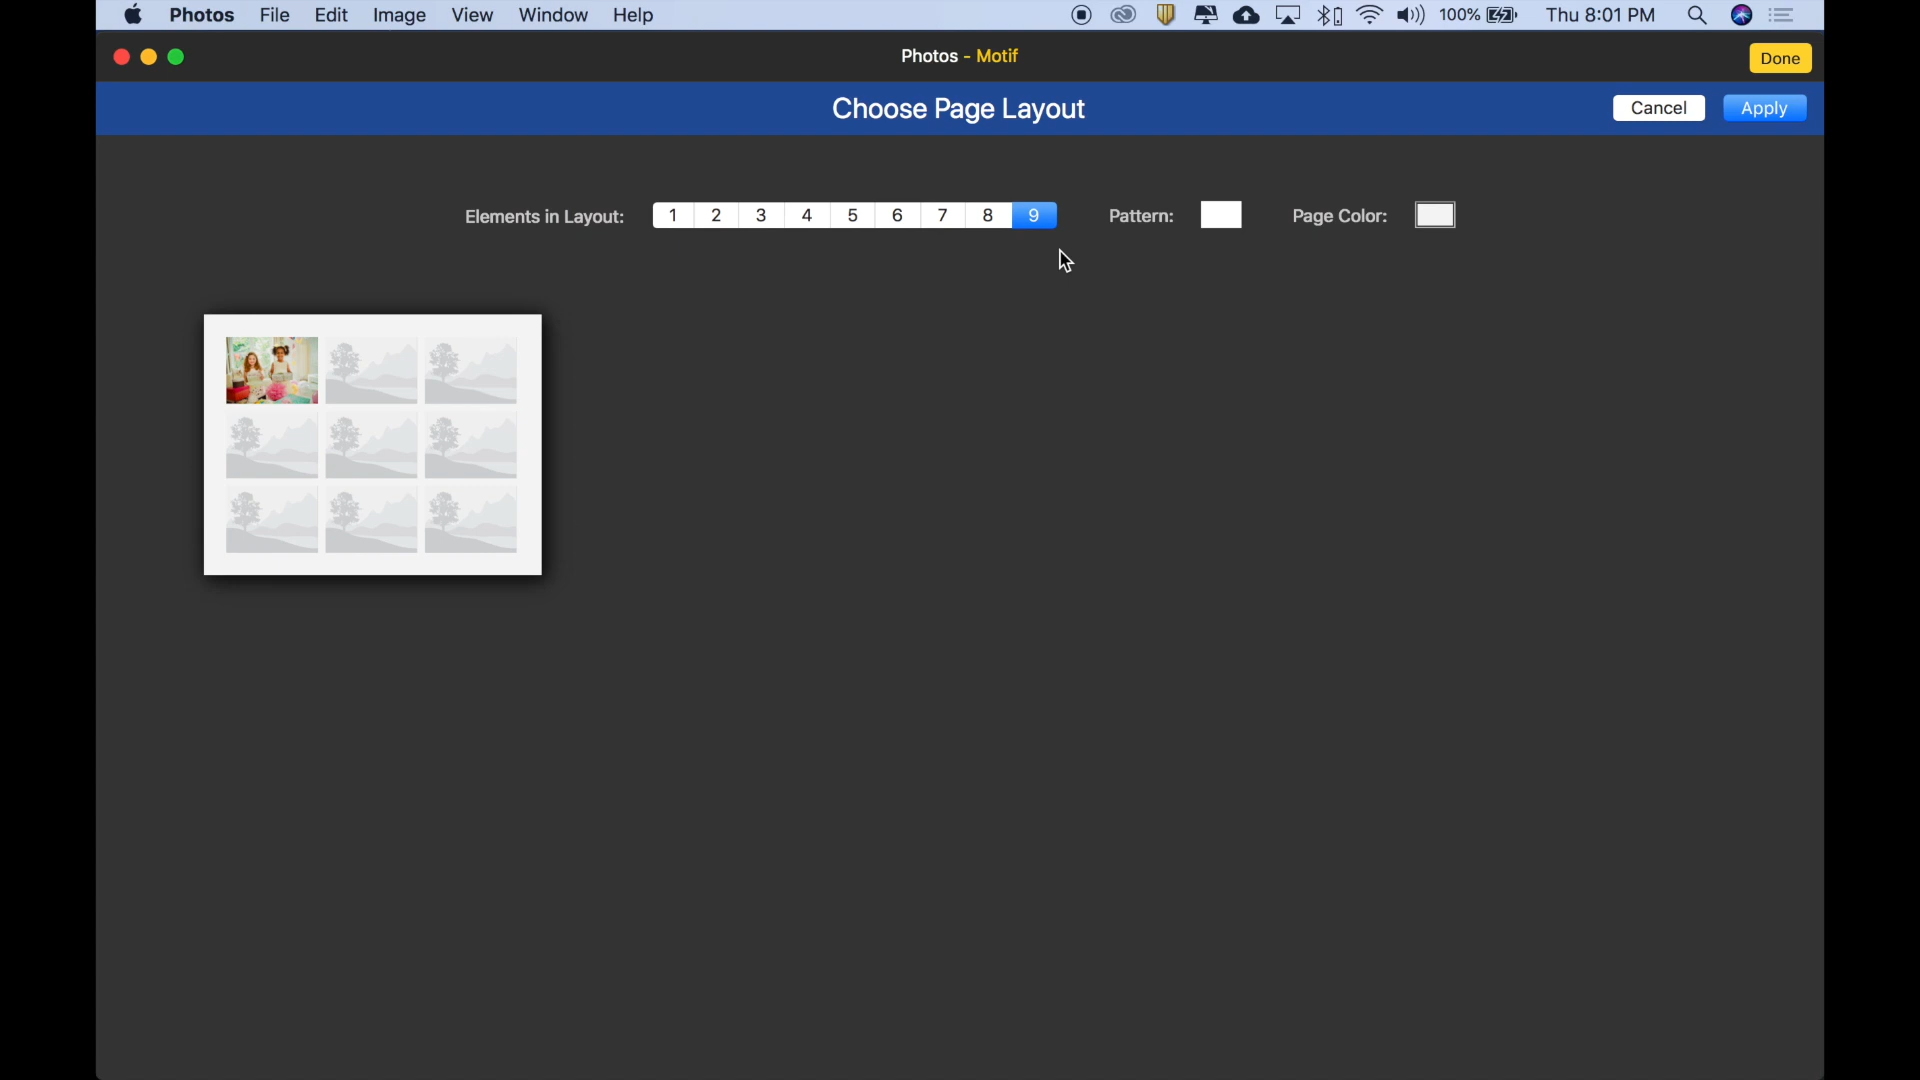 Photos File Edit Image View Window Help 100% Thu 8:01 PM
Photos - Motif
Done
Choose Page Layout
Cancel Apply
Elements in Layout: 1 2 3 4 5 6 7 8 9 Pattern: Page Color: